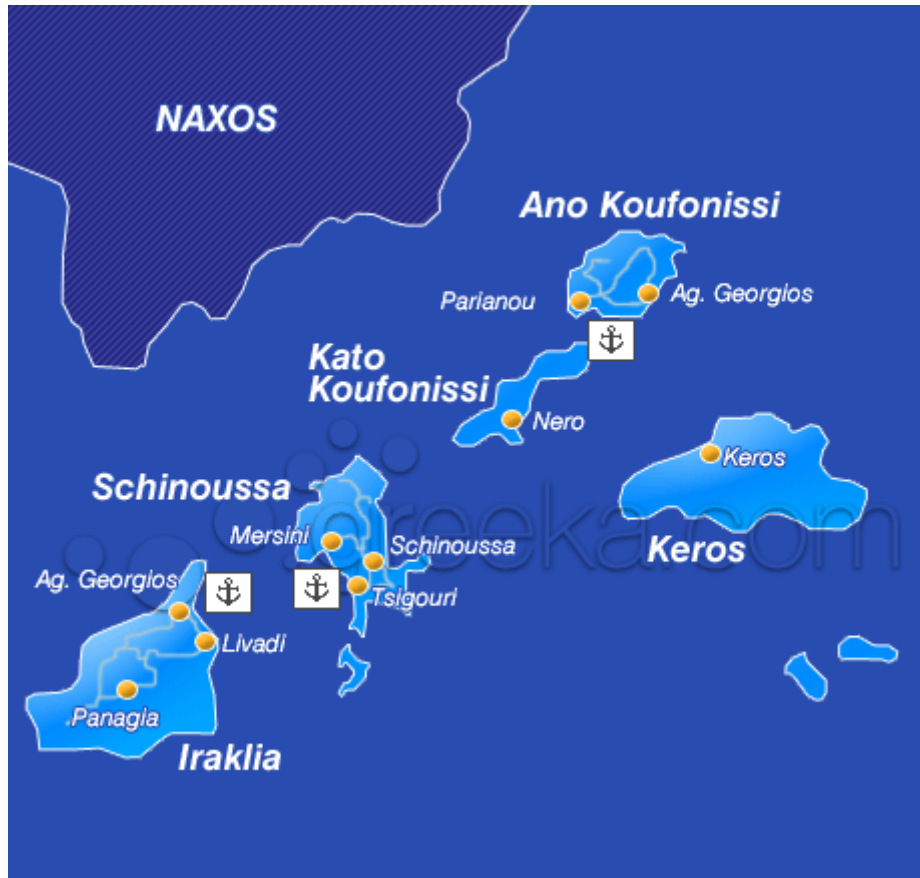 NAXOS
Ano Koufonissi
Parianou
Ag. Georgios
Kato
Koufonissi
Nero
Keros
Keros
Schinoussa
Mersini
Schinoussa
Tsigouri
greeka.com
Ag. Georgios
Livadi
Panagia
Iraklia